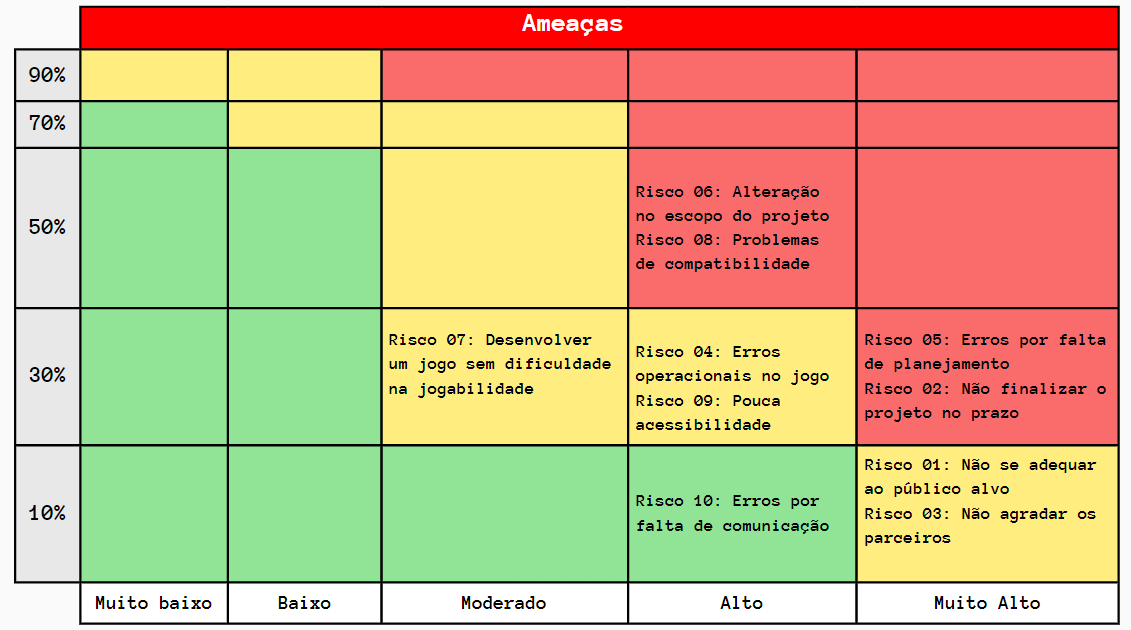 Ameaças
90%
70%
50%
Risco 06: Alteração
no escopo do projeto
Risco 08: Problemas
de compatibilidade
30%
Risco 07: Desenvolver
um jogo sem dificuldade
na jogabilidade
Risco 04: Erros
operacionais no jogo
Risco 09: Pouca
acessibilidade
Risco 05: Erros por falta
de planejamento
Risco 02: Não finalizar o
projeto no prazo
10%
Risco 10: Erros por
falta de comunicação
Risco 01: Não se adequar
ao público alvo
Risco 03: Não agradar os
parceiros
Muito baixo
Baixo
Moderado
Alto
Muito Alto